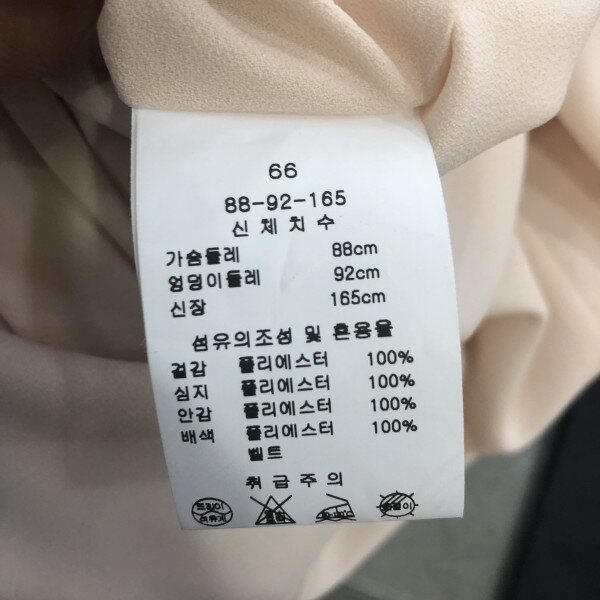 66
88-92-165
신체치수
가슴둘레 88cm
엉덩이둘레 92cm
신장 165cm
섬유의조성 및 혼용율
겉감 폴리에스터 100%
심지 폴리에스터 100%
안감 폴리에스터 100%
배색 폴리에스터 100%
벨트
취급주의
드라이